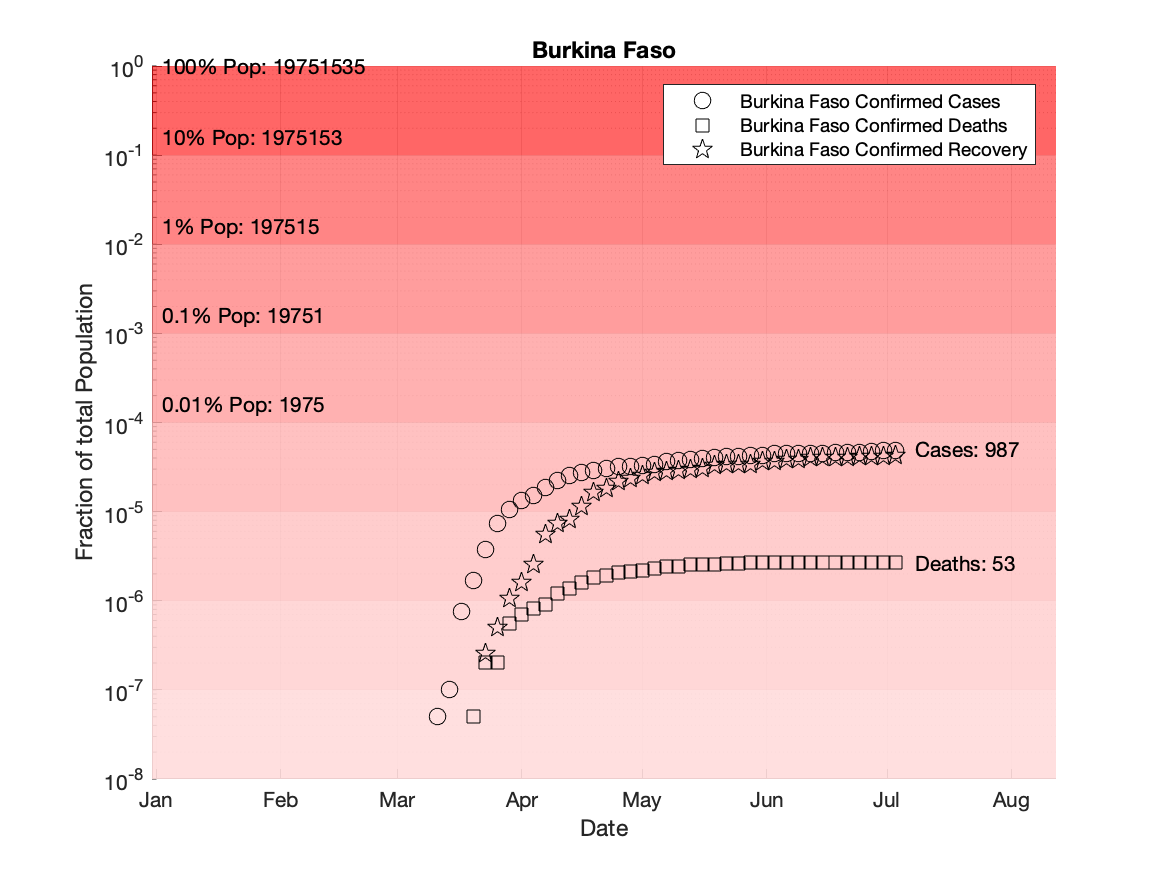 Burkina Faso
10^0
100% Pop: 19751535
Burkina Faso Confirmed Cases
Burkina Faso Confirmed Deaths
Burkina Faso Confirmed Recovery
10% Pop: 1975153
10^-1
1% Pop: 197515
10^-2
0.1% Pop: 19751
10^-3
0.01% Pop: 1975
10^-4
Cases: 987
10^-5
Deaths: 53
10^-6
10^-7
10^-8
Fraction of total Population
Jan Feb Mar Apr May Jun Jul Aug
Date